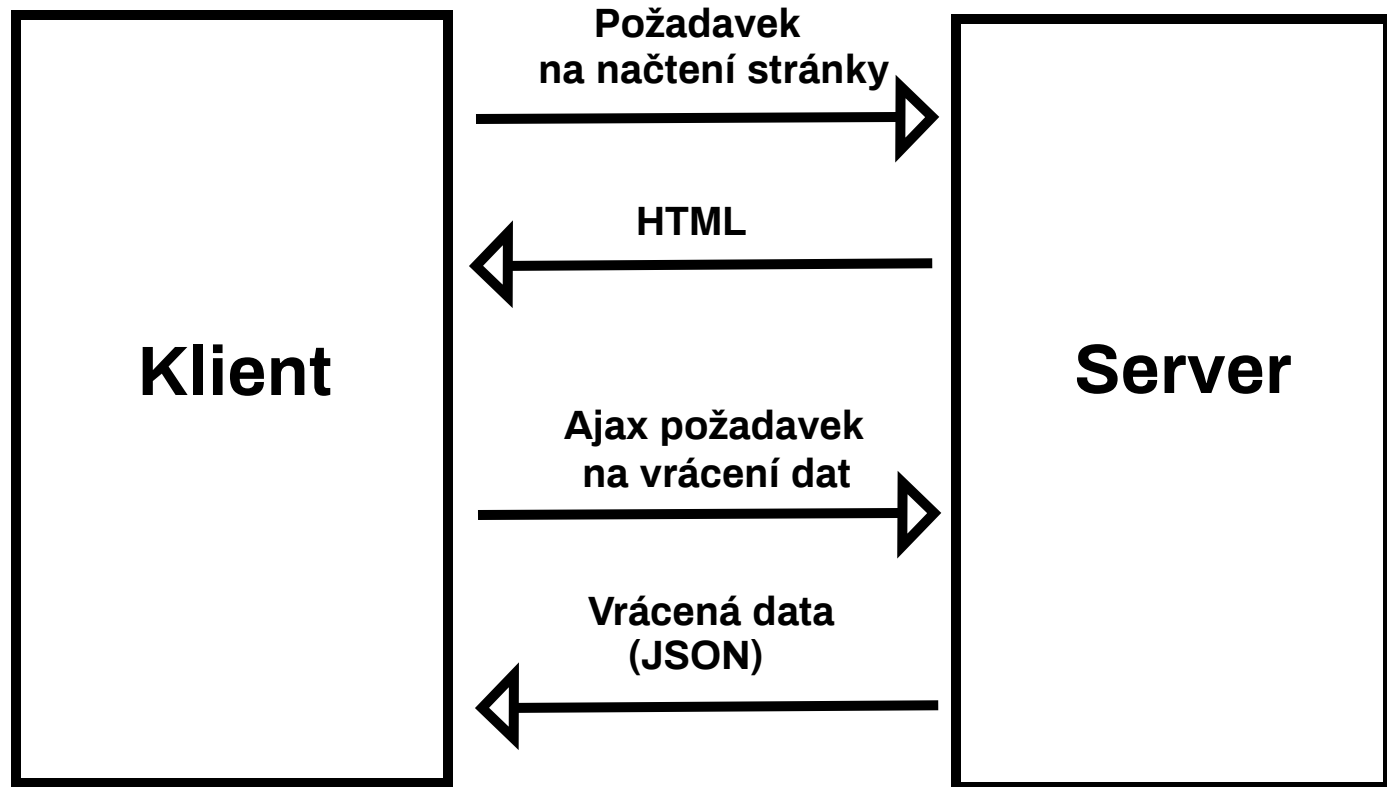 Požadavek
na načtení stránky
HTML
Klient
Server
Ajax požadavek
na vrácení dat
Vrácená data
(JSON)